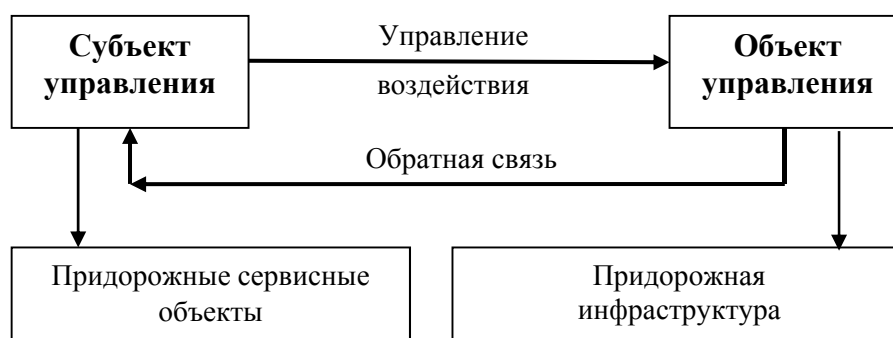 Субъект
управления
Управление
воздействия
Объект
управления
Обратная связь
Придорожные сервисные
объекты
Придорожная
инфраструктура